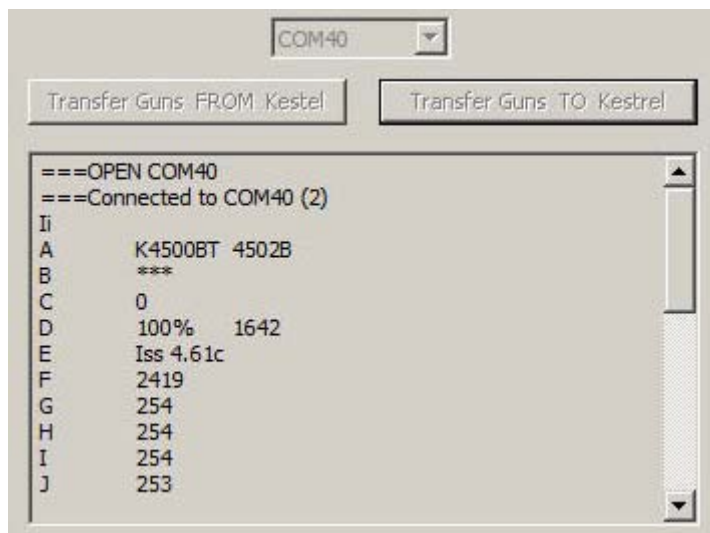 COM40
Transfer Guns FROM Kestel
Transfer Guns TO Kestrel
===OPEN COM40
===Connected to COM40 (2)
Ii
A K4500BT 4502B
B ***
C 0
D 100% 1642
E Iss 4.61c
F 2419
G 254
H 254
I 254
J 253